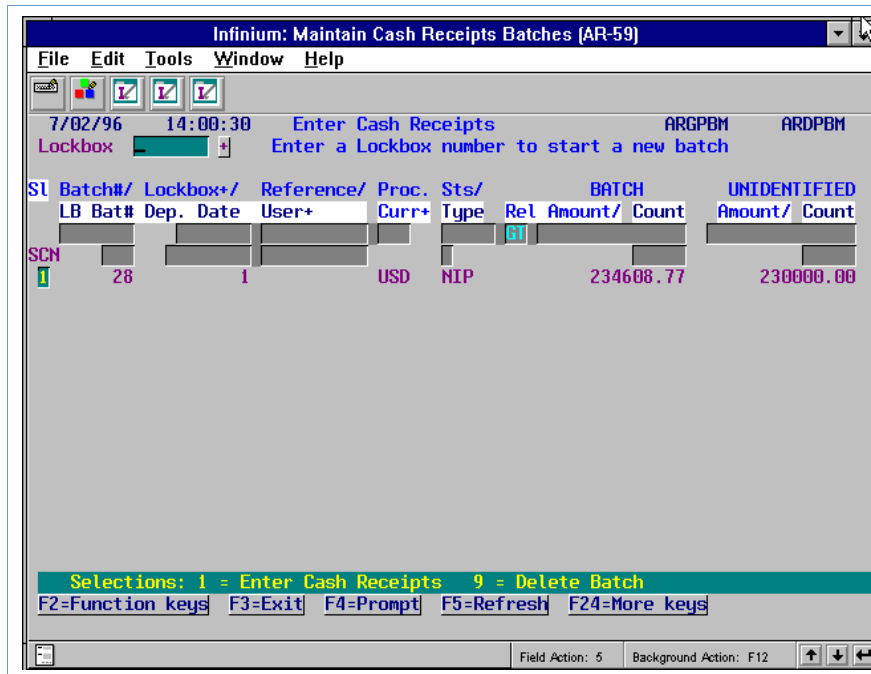 Infinium: Maintain Cash Receipts Batches (AR-59)
File Edit Tools Window Help
7/02/96 14:00:30 Enter Cash Receipts ARGPBM ARDPBM
Lockbox _ + Enter a Lockbox number to start a new batch
Sl Batch#/ Lockbox+/ Reference/ Proc. Sts/ BATCH UNIDENTIFIED
LB Bat# Dep. Date User+ Curr+ Type Rel Amount/ Count Amount/ Count
GT
SCN
1 28 1 USD NIP 234608.77 230000.00
Selections: 1 = Enter Cash Receipts 9 = Delete Batch
F2=Function keys F3=Exit F4=Prompt F5=Refresh F24=More keys
Field Action: 5 Background Action: F12